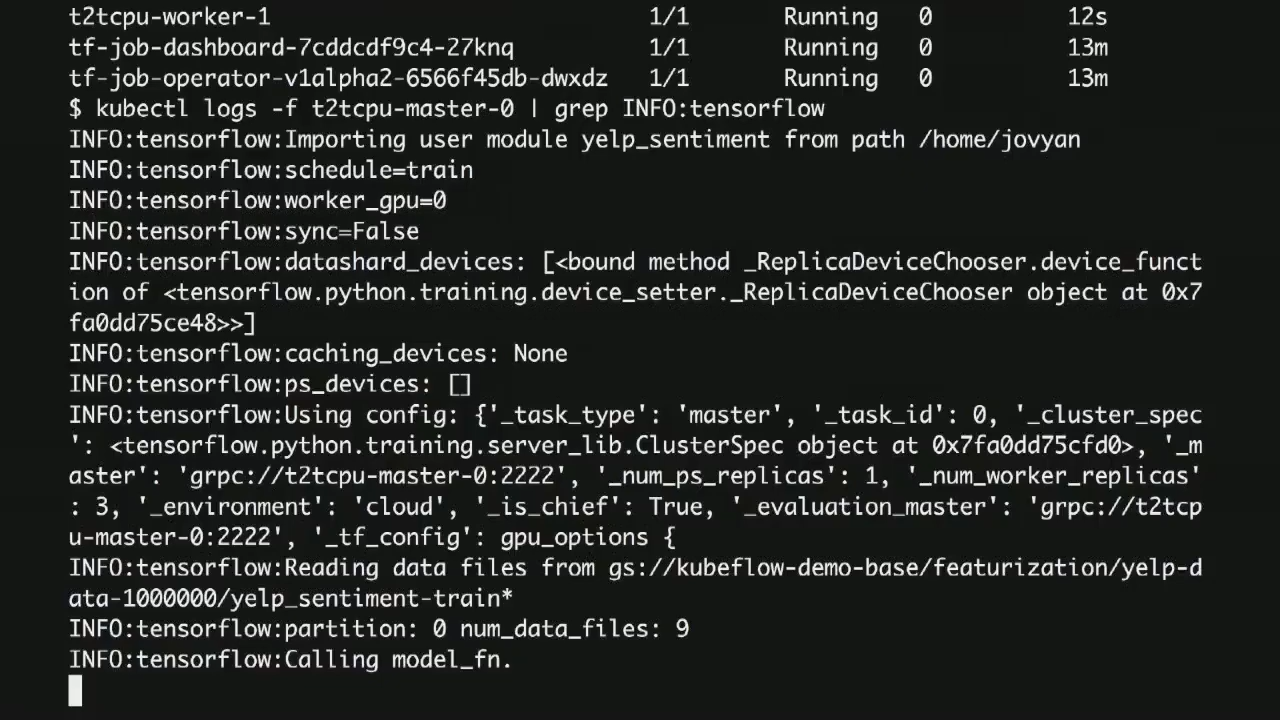 t2tcpu-worker-1                            1/1       Running   0          12s
tf-job-dashboard-7cddcdf9c4-27knq          1/1       Running   0          13m
tf-job-operator-v1alpha2-6566f45db-dwxdz   1/1       Running   0          13m
$ kubectl logs -f t2tcpu-master-0 | grep INFO:tensorflow
INFO:tensorflow:Importing user module yelp_sentiment from path /home/jovyan
INFO:tensorflow:schedule=train
INFO:tensorflow:worker_gpu=0
INFO:tensorflow:sync=False
INFO:tensorflow:datashard_devices: [<bound method _ReplicaDeviceChooser.device_funct
ion of <tensorflow.python.training.device_setter._ReplicaDeviceChooser object at 0x7
fa0dd75ce48>>]
INFO:tensorflow:caching_devices: None
INFO:tensorflow:ps_devices: []
INFO:tensorflow:Using config: {'_task_type': 'master', '_task_id': 0, '_cluster_spec
': <tensorflow.python.training.server_lib.ClusterSpec object at 0x7fa0dd75cfd0>, '_m
aster': 'grpc://t2tcpu-master-0:2222', '_num_ps_replicas': 1, '_num_worker_replicas'
: 3, '_environment': 'cloud', '_is_chief': True, '_evaluation_master': 'grpc://t2tcp
u-master-0:2222', '_tf_config': gpu_options {
INFO:tensorflow:Reading data files from gs://kubeflow-demo-base/featurization/yelp-d
ata-1000000/yelp_sentiment-train*
INFO:tensorflow:partition: 0 num_data_files: 9
INFO:tensorflow:Calling model_fn.